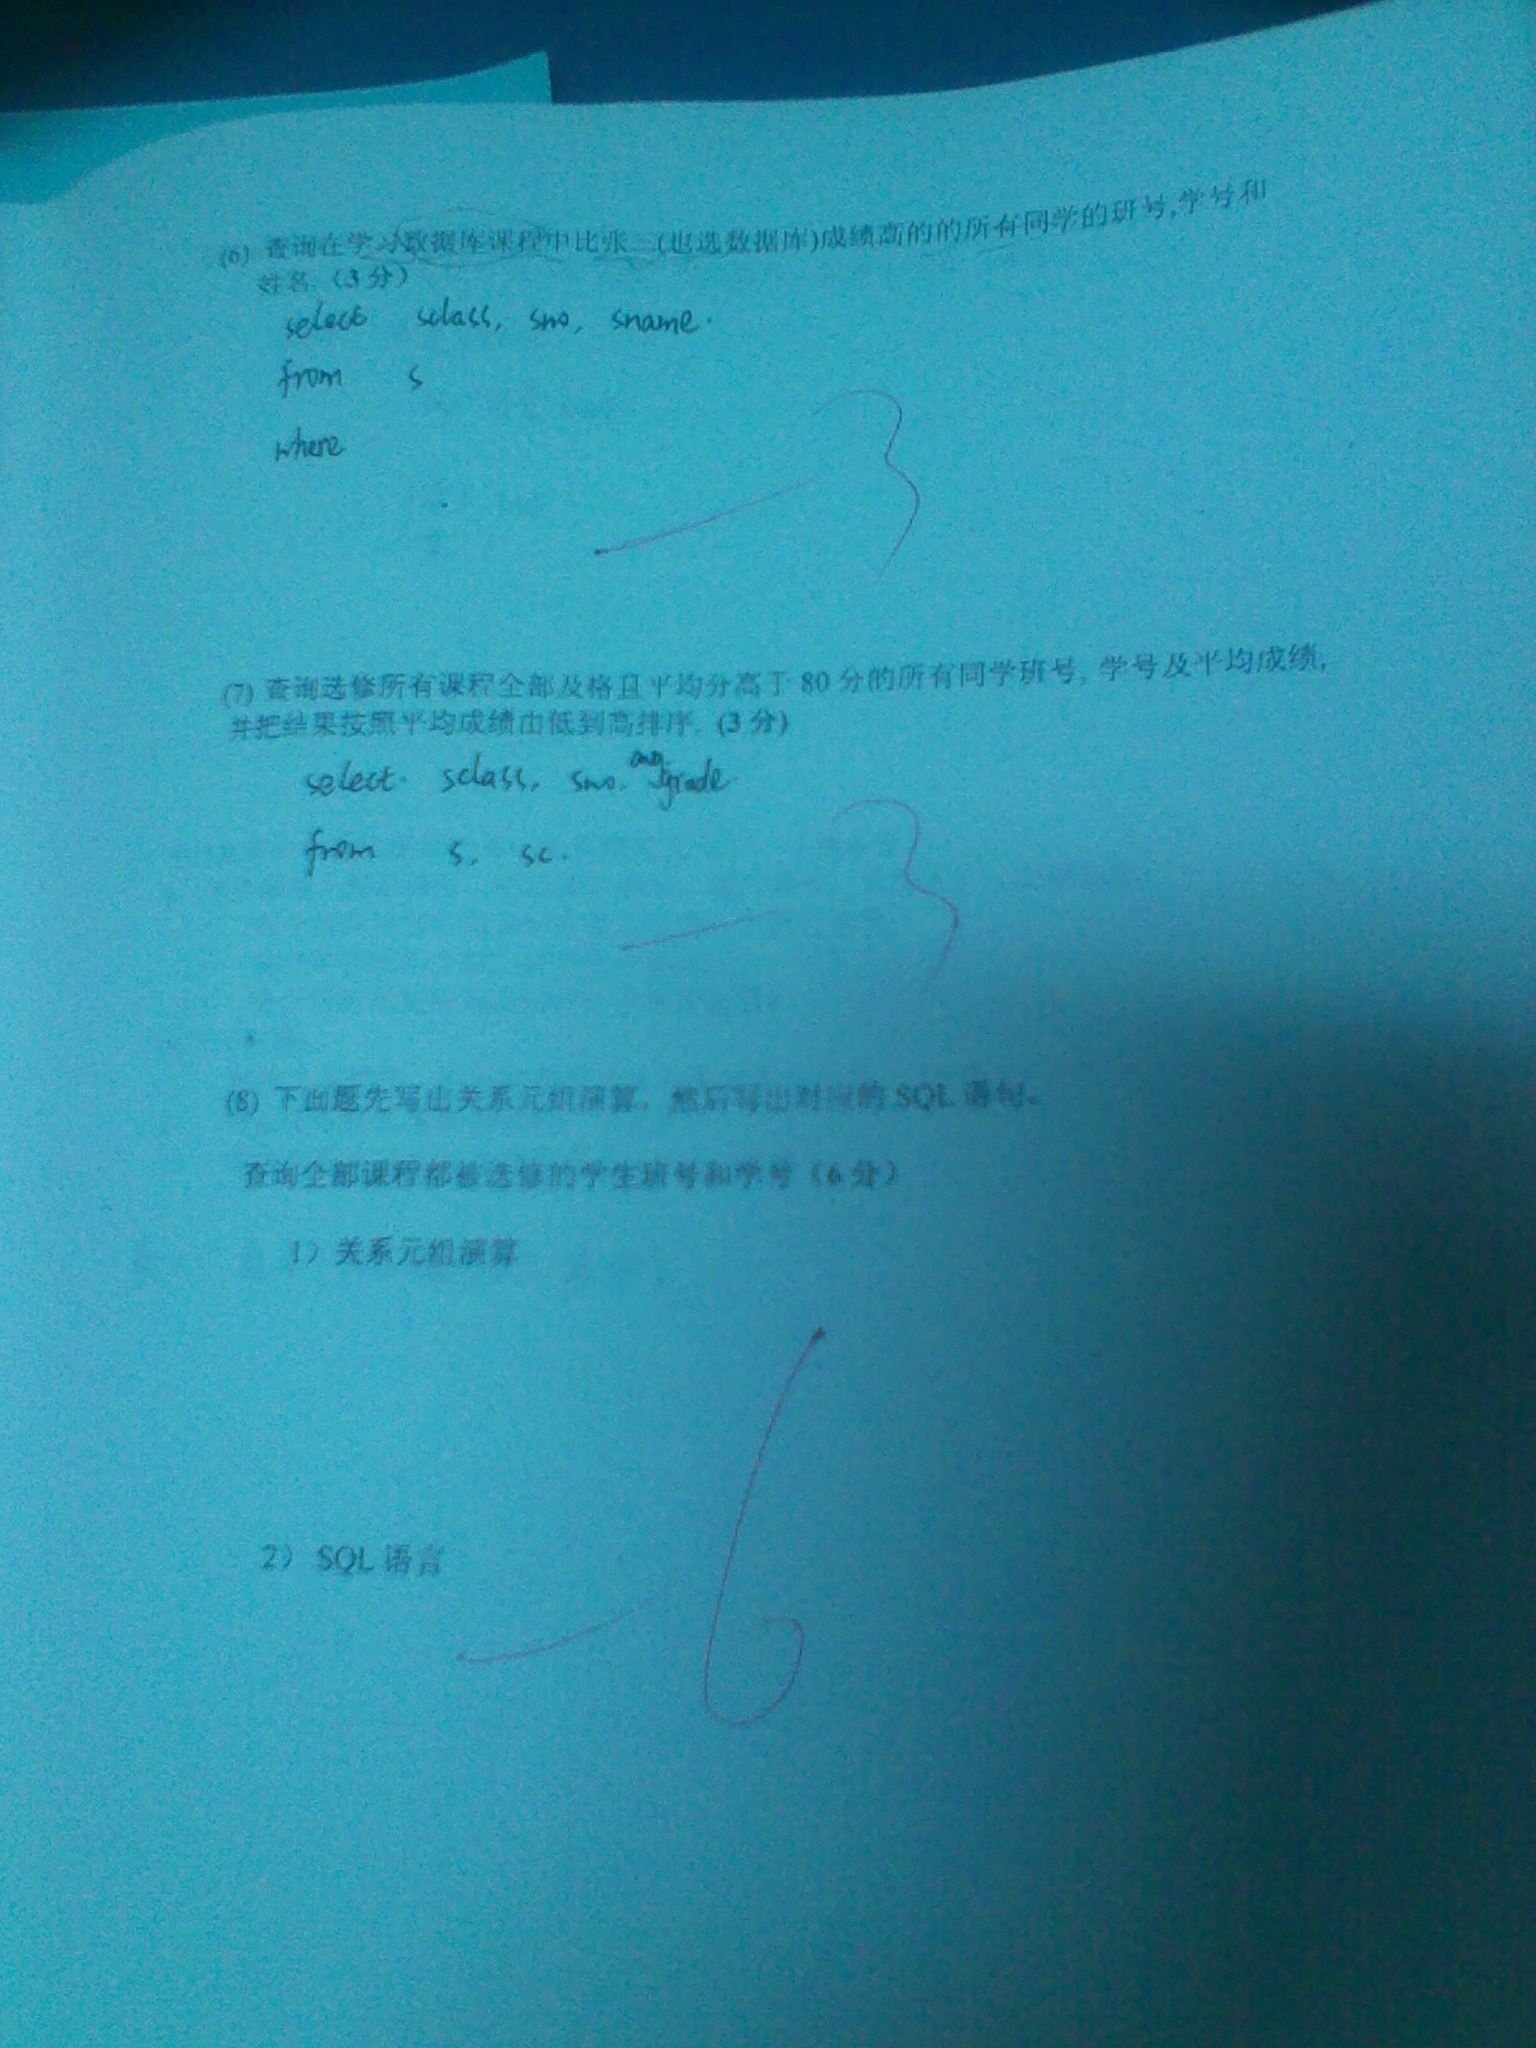 (6) 查询在学习数据库课程中比张三(也选数据库)成绩高的的所有同学的班号,学号和
姓名.(3分)
select sclass, sno, sname.
from s
where
-3
(7) 查询选修所有课程全部及格且平均分高于80分的所有同学班号,学号及平均成绩,
并把结果按照平均成绩由低到高排序.(3分)
select. sclass, sno, avg.grade.
from s, sc.
-3
(8) 下面题先写出关系元组演算,然后写出对应的SQL语句。
查询全部课程都被选修的学生班号和学号(6分)
1)关系元组演算
2) SQL语言
-6